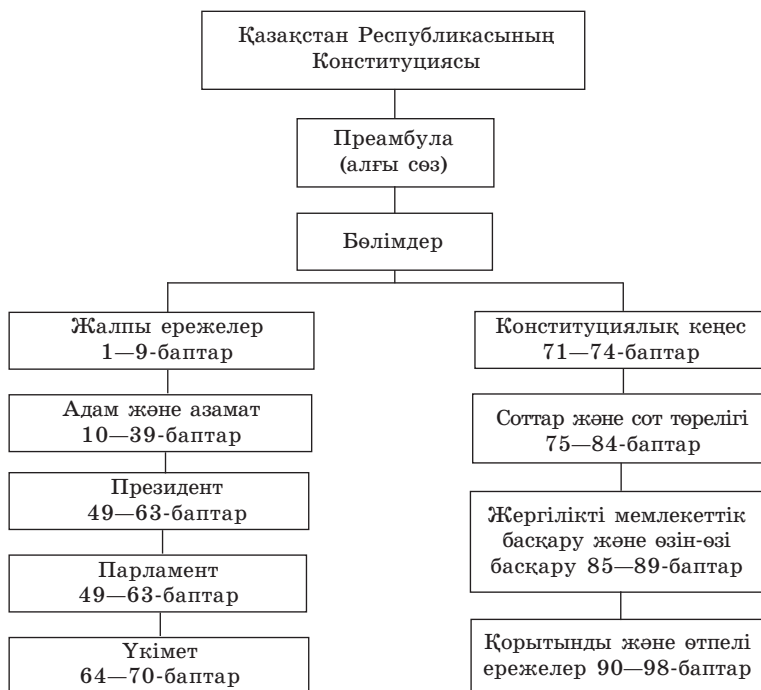 Қазақстан Республикасының
Конституциясы
Преамбула
(алғы сөз)
Бөлімдер
Жалпы ережелер
1—9-баптар
Адам және азамат
10—39-баптар
Президент
49—63-баптар
Парламент
49—63-баптар
Үкімет
64—70-баптар
Конституциялық кеңес
71—74-баптар
Соттар және сот төрелігі
75—84-баптар
Жергілікті мемлекеттік
басқару және өзін-өзі
басқару 85—89-баптар
Қорытынды және өтпелі
ережелер 90—98-баптар